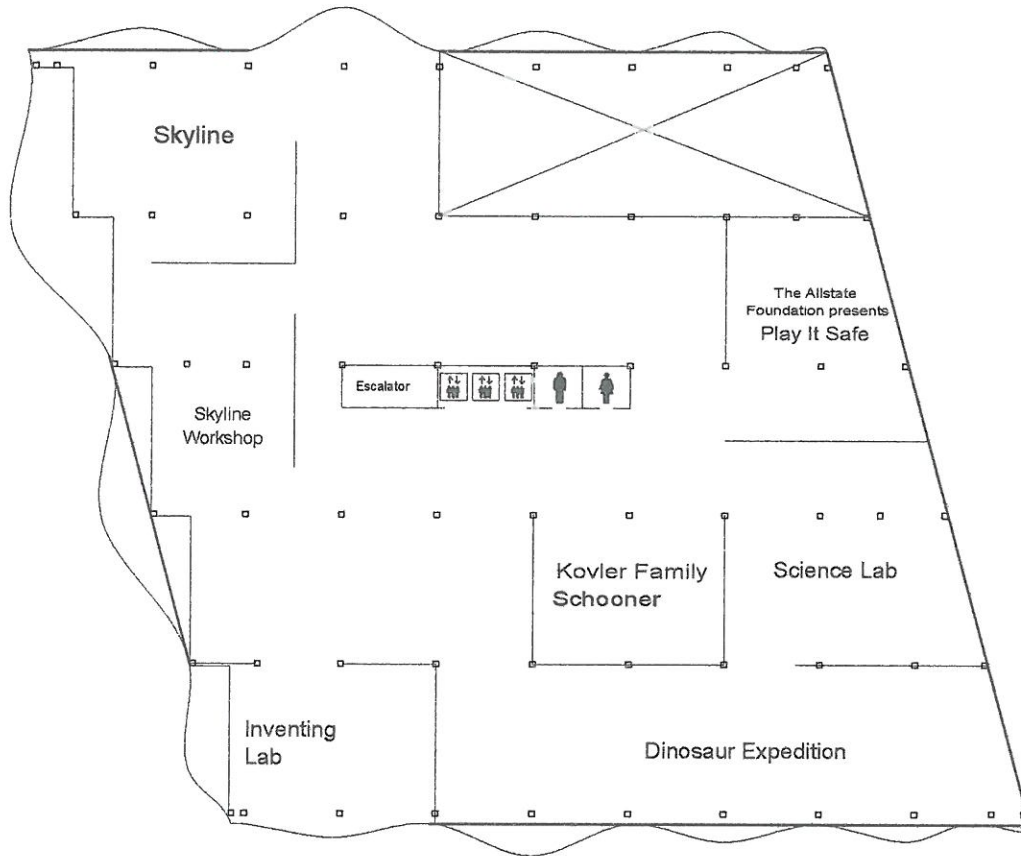 Skyline
The Allstate
Foundation presents
Play It Safe
Escalator
Skyline
Workshop
Kovler Family
Schooner
Science Lab
Inventing
Lab
Dinosaur Expedition